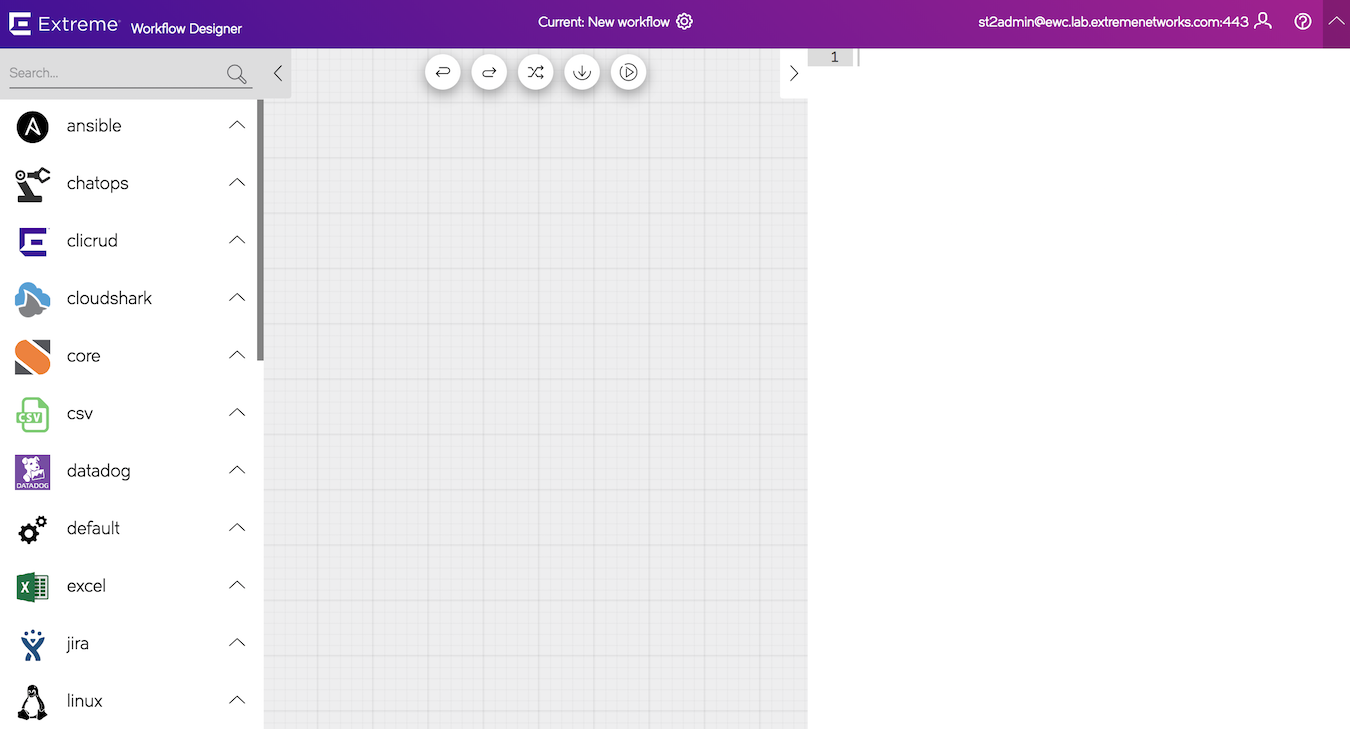 Extreme Workflow Designer
Current: New workflow
st2admin@ewc.lab.extremenetworks.com:443
Search...
1
ansible
chatops
clicrud
cloudshark
core
CSV
csv
DATADOG
datadog
default
X
excel
jira
linux